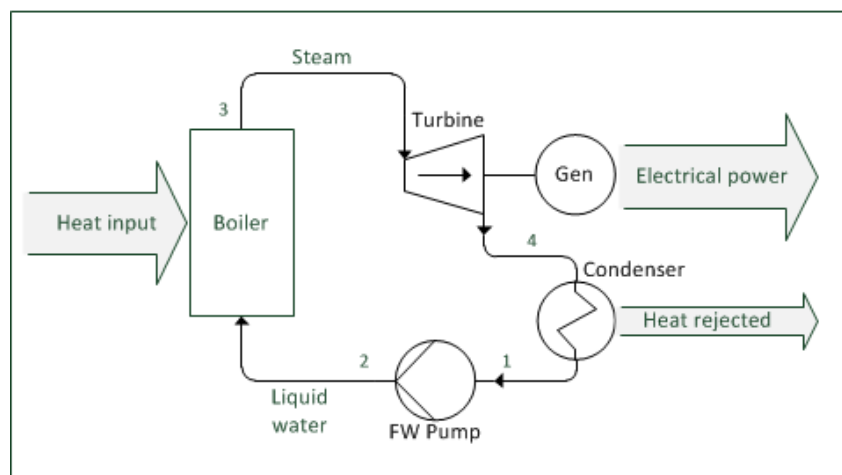 Steam
3
Turbine
Heat input
Boiler
Gen
Electrical power
4
Condenser
Heat rejected
2
1
Liquid
water
FW Pump